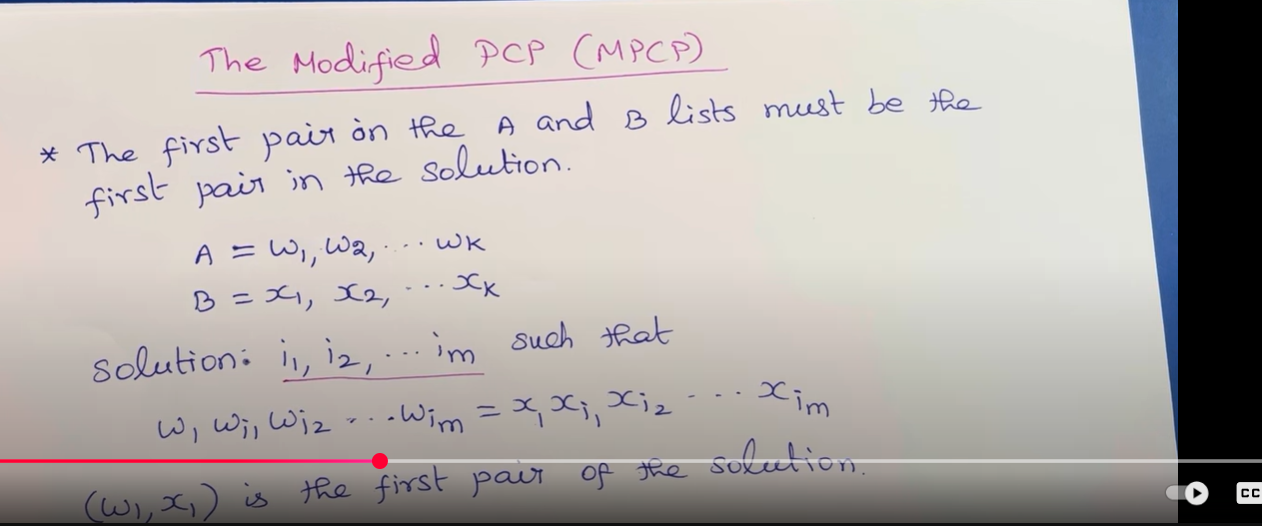 The Modified PCP (MPCP)
* The first pair on the A and B lists must be the
first pair in the solution.
A = w1, w2, ... wK
B = x1, x2, ... xK
Solution: i1, i2, ... im such that
w1 wi1 wi2 ... wim = x1 xi1 xi2 ... xim
(w1, x1) is the first pair of the solution.
CC